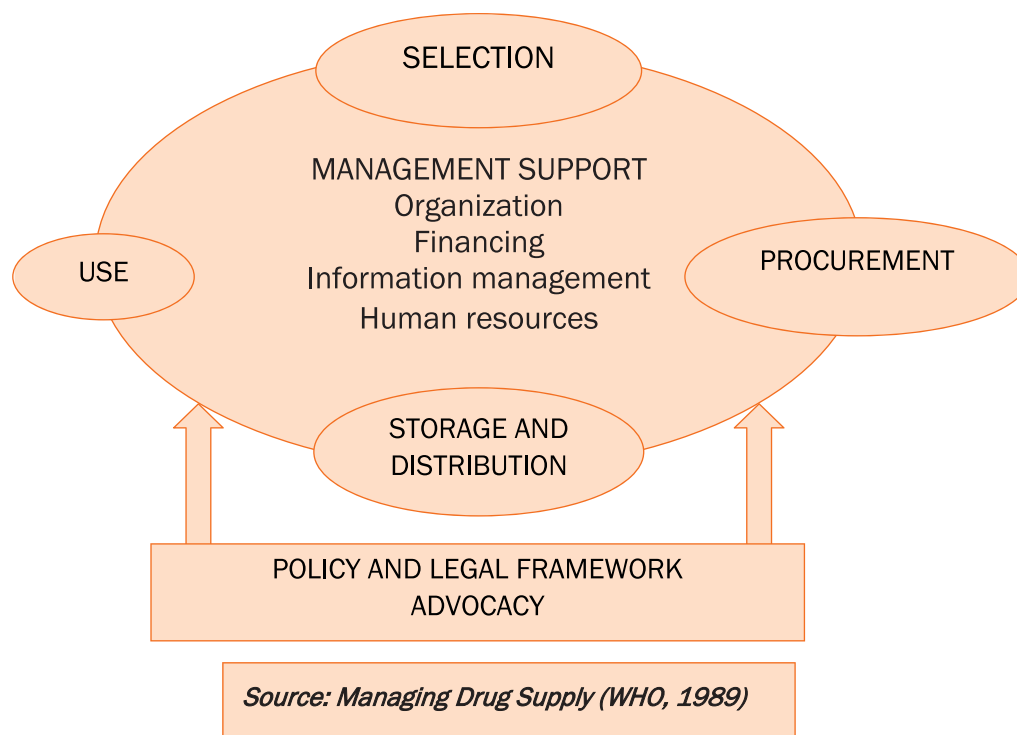 SELECTION
MANAGEMENT SUPPORT
Organization
Financing
Information management
Human resources
USE
PROCUREMENT
STORAGE AND
DISTRIBUTION
POLICY AND LEGAL FRAMEWORK
ADVOCACY
Source: Managing Drug Supply (WHO, 1989)